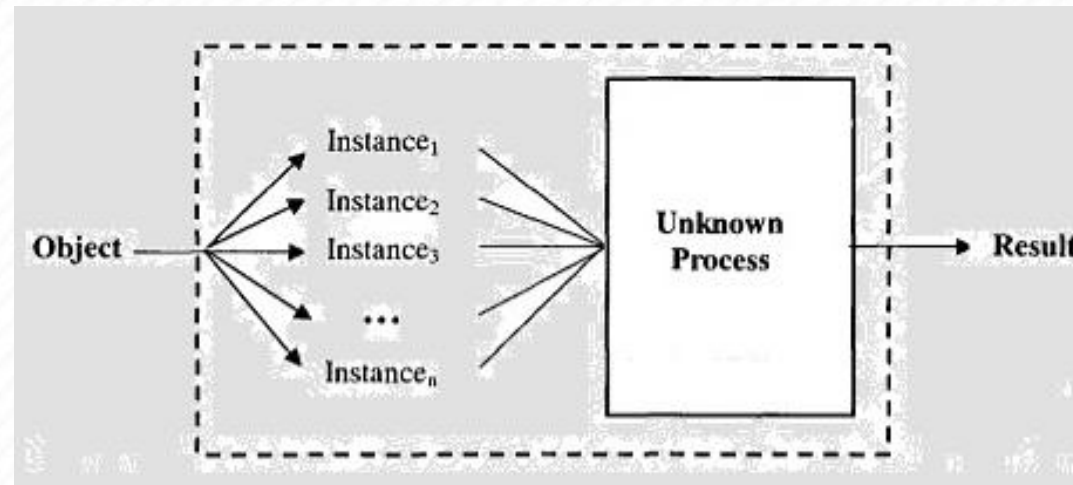 Instance₁
Instance₂
Object
Instance₃
...
Instanceₙ
Unknown
Process
Result